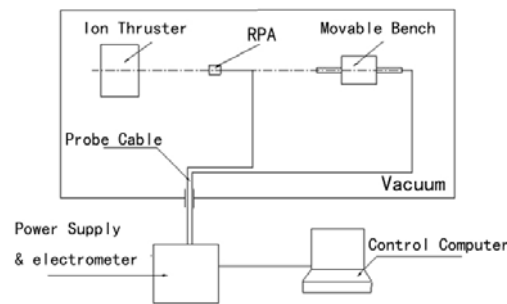 Ion Thruster
RPA
Movable Bench
Probe Cable
Vacuum
Power Supply
& electrometer
Control Computer